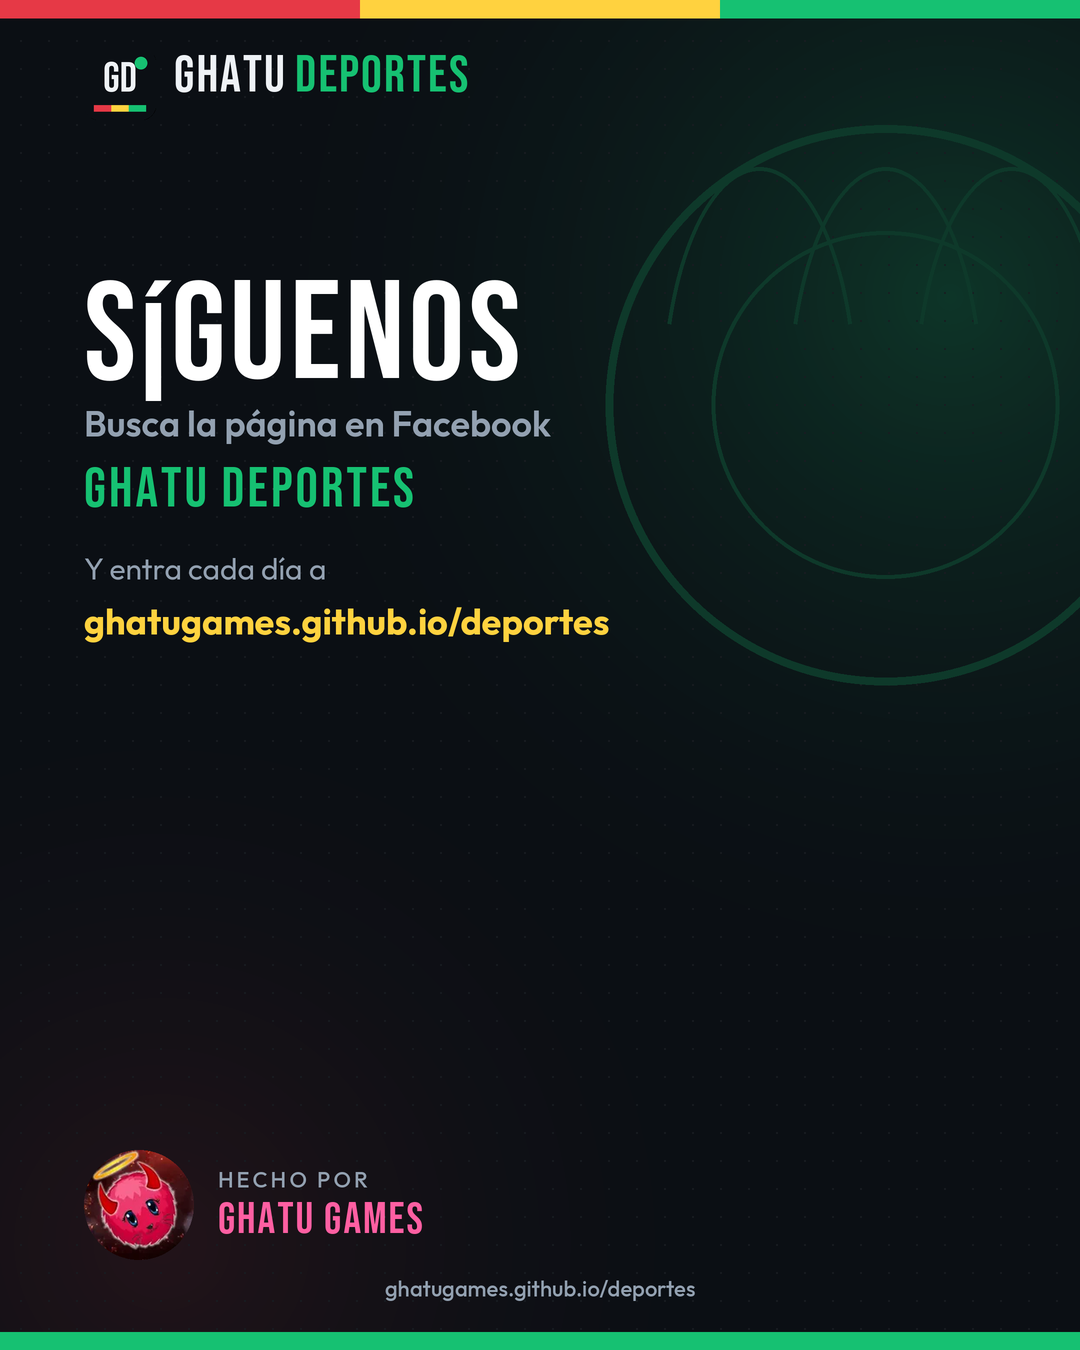 GD
GHATU DEPORTES
SíGUENOS
Busca la página en Facebook
GHATU DEPORTES
Y entra cada día a
ghatugames.github.io/deportes
HECHO POR
GHATU GAMES
ghatugames.github.io/deportes